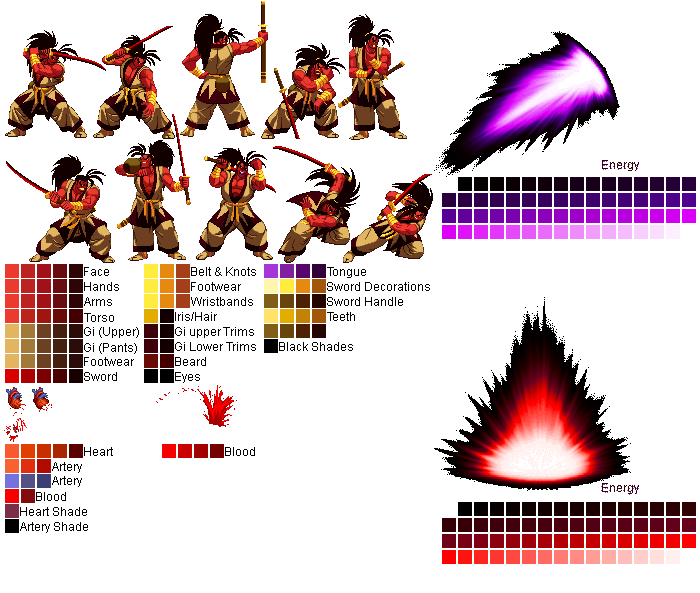 Energy
Face
Hands
Arms
Torso
Gi (Upper)
Gi (Pants)
Footwear
Sword
Belt & Knots
Footwear
Wristbands
Iris/Hair
Gi upper Trims
Gi Lower Trims
Beard
Eyes
Tongue
Sword Decorations
Sword Handle
Teeth
Black Shades
Heart
Artery
Artery
Blood
Heart Shade
Artery Shade
Blood
Energy